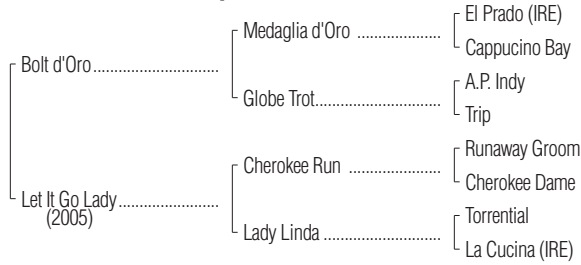 El Prado (IRE)
Medaglia d'Oro ..................
Cappucino Bay
Bolt d'Oro...........................
A.P. Indy
Globe Trot...........................
Trip
Runaway Groom
Cherokee Run ....................
Cherokee Dame
Let It Go Lady.....................
(2005)
Torrential
Lady Linda .........................
La Cucina (IRE)